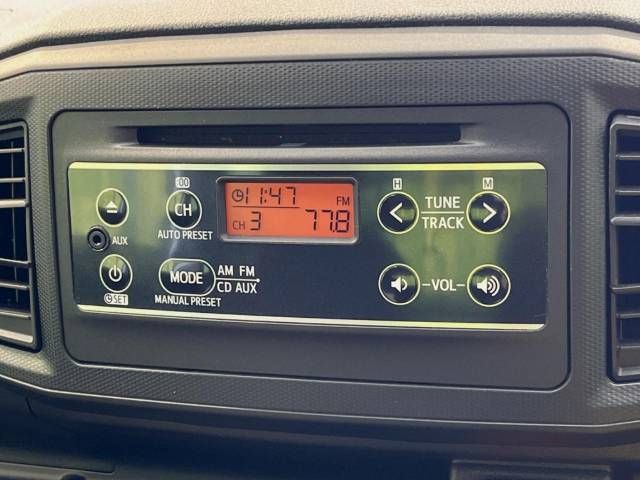 :00
CH
AUTO PRESET
AUX
SET
MODE
AM FM
CD AUX
MANUAL PRESET
11:47
FM
CH 3 77.8
H M
TUNE
TRACK
-VOL-